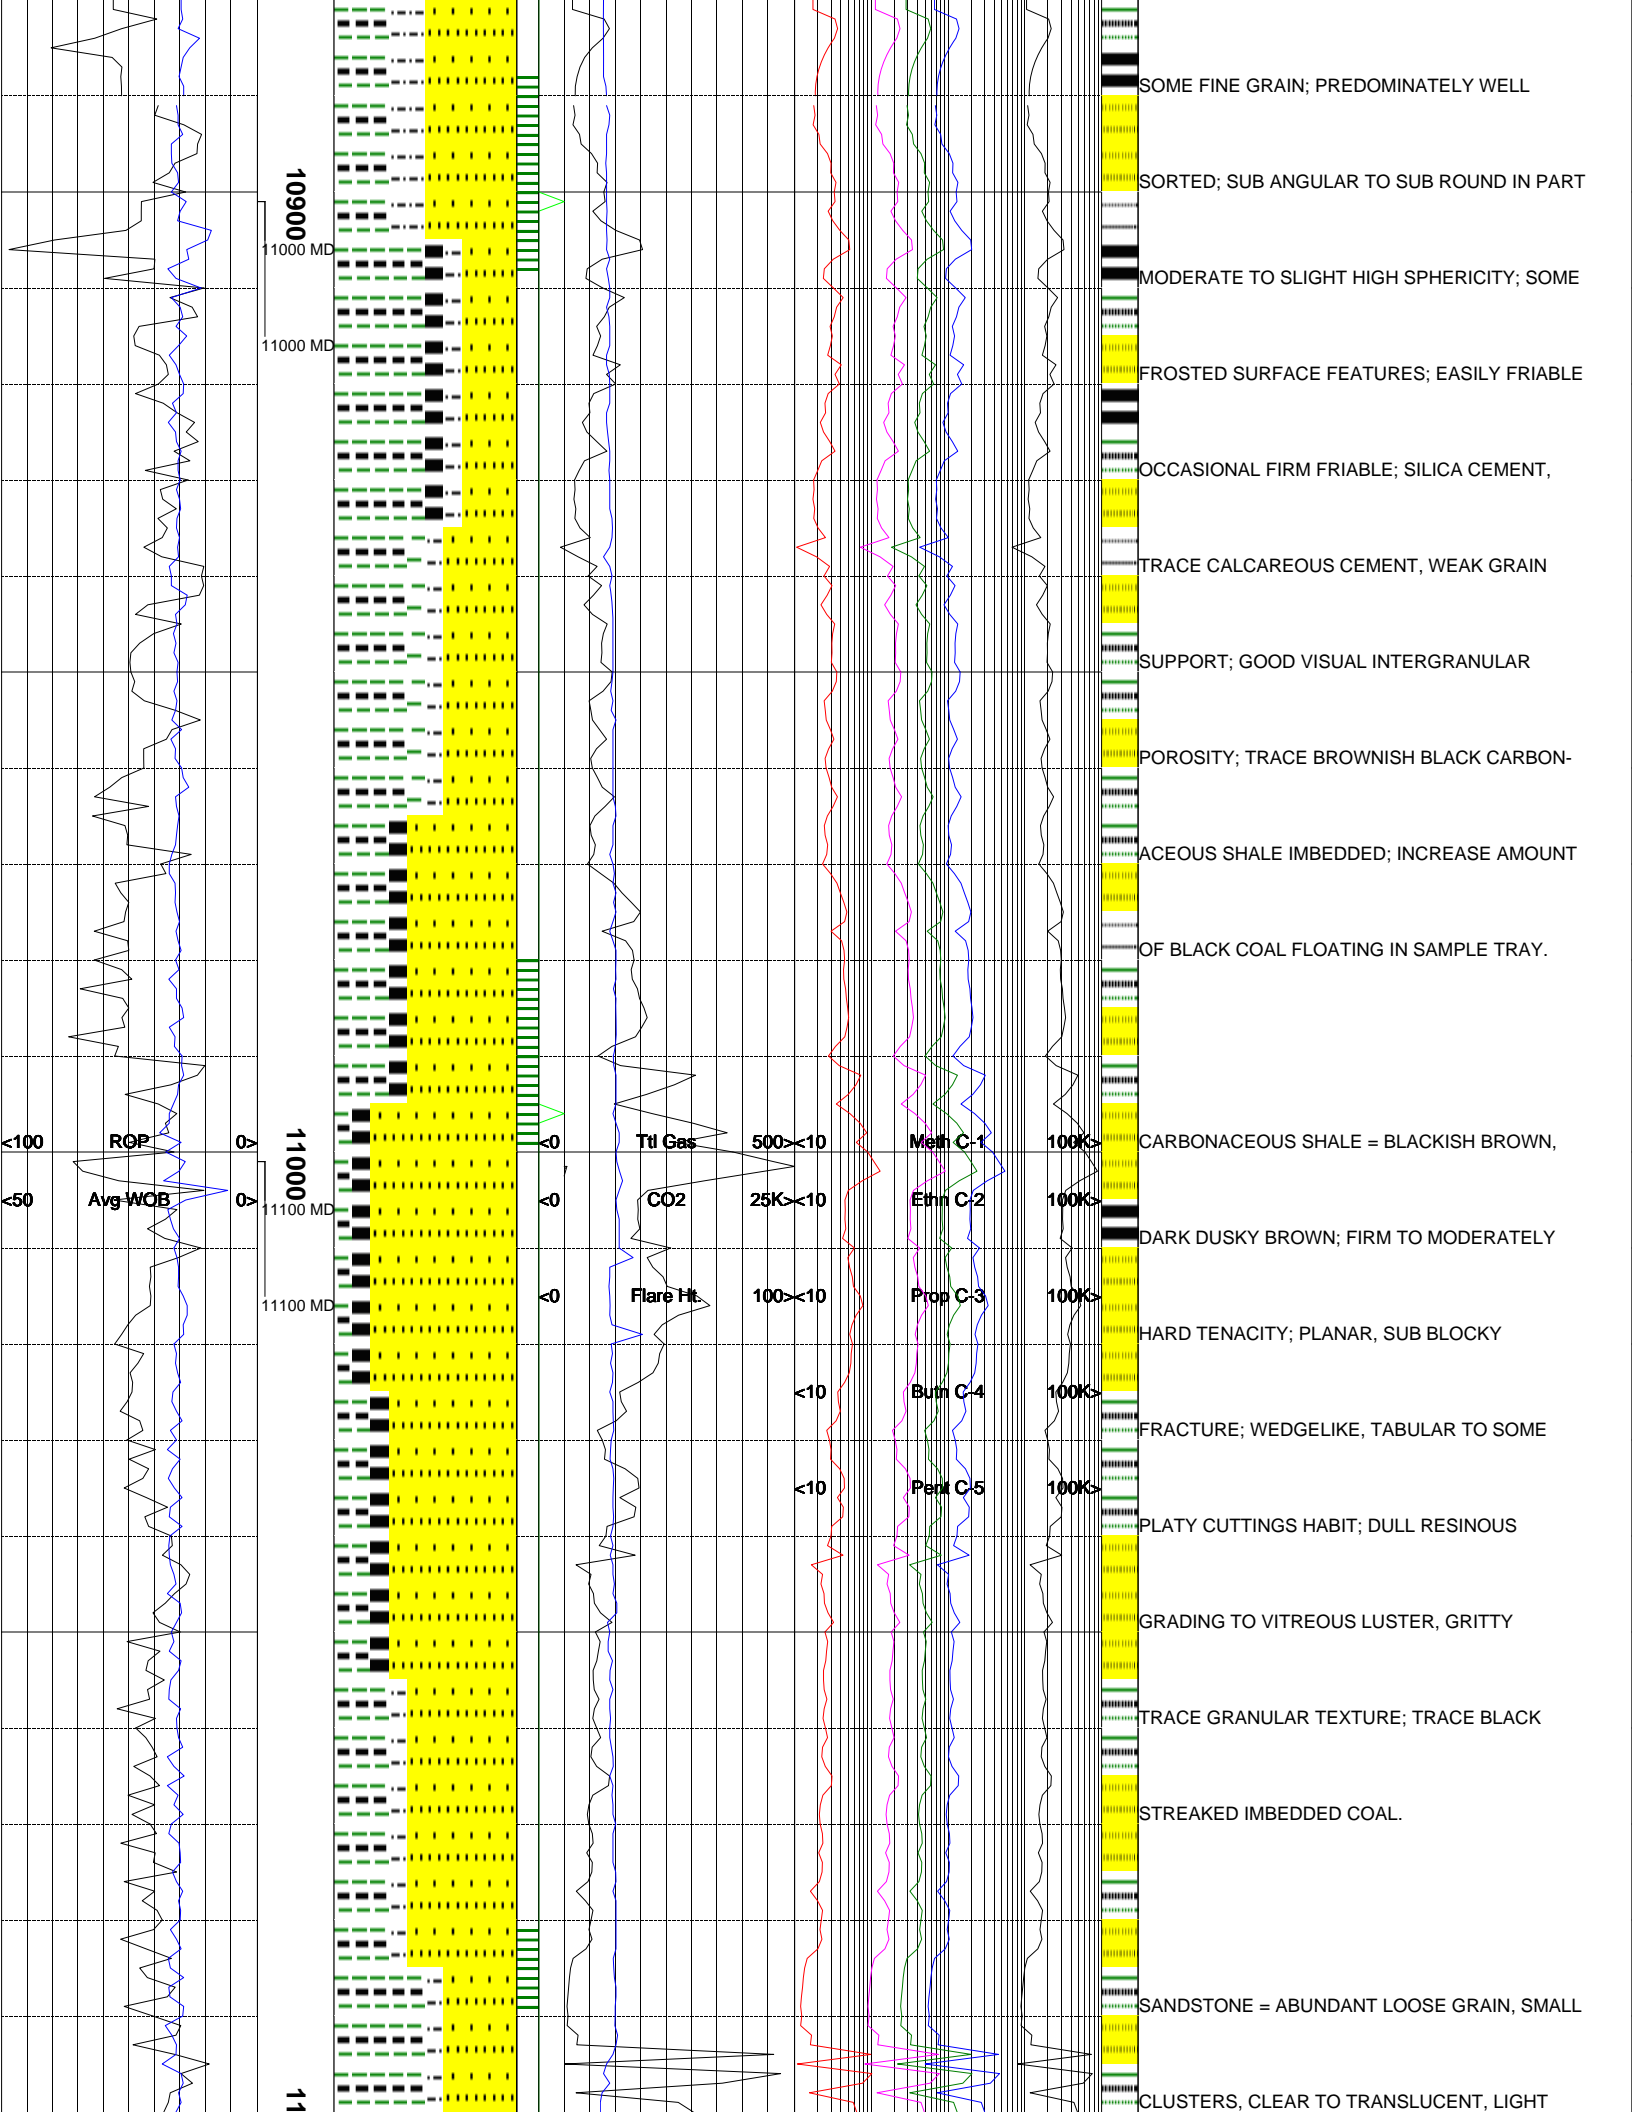 SOME FINE GRAIN; PREDOMINATELY WELL
SORTED; SUB ANGULAR TO SUB ROUND IN PART
10900
11000 MD
MODERATE TO SLIGHT HIGH SPHERICITY; SOME
11000 MD
FROSTED SURFACE FEATURES; EASILY FRIABLE
OCCASIONAL FIRM FRIABLE; SILICA CEMENT,
TRACE CALCAREOUS CEMENT, WEAK GRAIN
SUPPORT; GOOD VISUAL INTERGRANULAR
POROSITY; TRACE BROWNISH BLACK CARBON-
ACEOUS SHALE IMBEDDED; INCREASE AMOUNT
OF BLACK COAL FLOATING IN SAMPLE TRAY.
<100 ROP 0> <0 Ttl Gas 500> <10 Meth C-1 100K> CARBONACEOUS SHALE = BLACKISH BROWN,
11000
<50 Avg WOB 0> <0 CO2 25K> <10 Ethn C-2 100K>
11100 MD
DARK DUSKY BROWN; FIRM TO MODERATELY
<0 Flare Ht. 100> <10 Prop C-3 100K>
11100 MD
HARD TENACITY; PLANAR, SUB BLOCKY
<10 Butn C-4 100K>
FRACTURE; WEDGELIKE, TABULAR TO SOME
<10 Pent C-5 100K>
PLATY CUTTINGS HABIT; DULL RESINOUS
GRADING TO VITREOUS LUSTER, GRITTY
TRACE GRANULAR TEXTURE; TRACE BLACK
STREAKED IMBEDDED COAL.
SANDSTONE = ABUNDANT LOOSE GRAIN, SMALL
11
CLUSTERS, CLEAR TO TRANSLUCENT, LIGHT